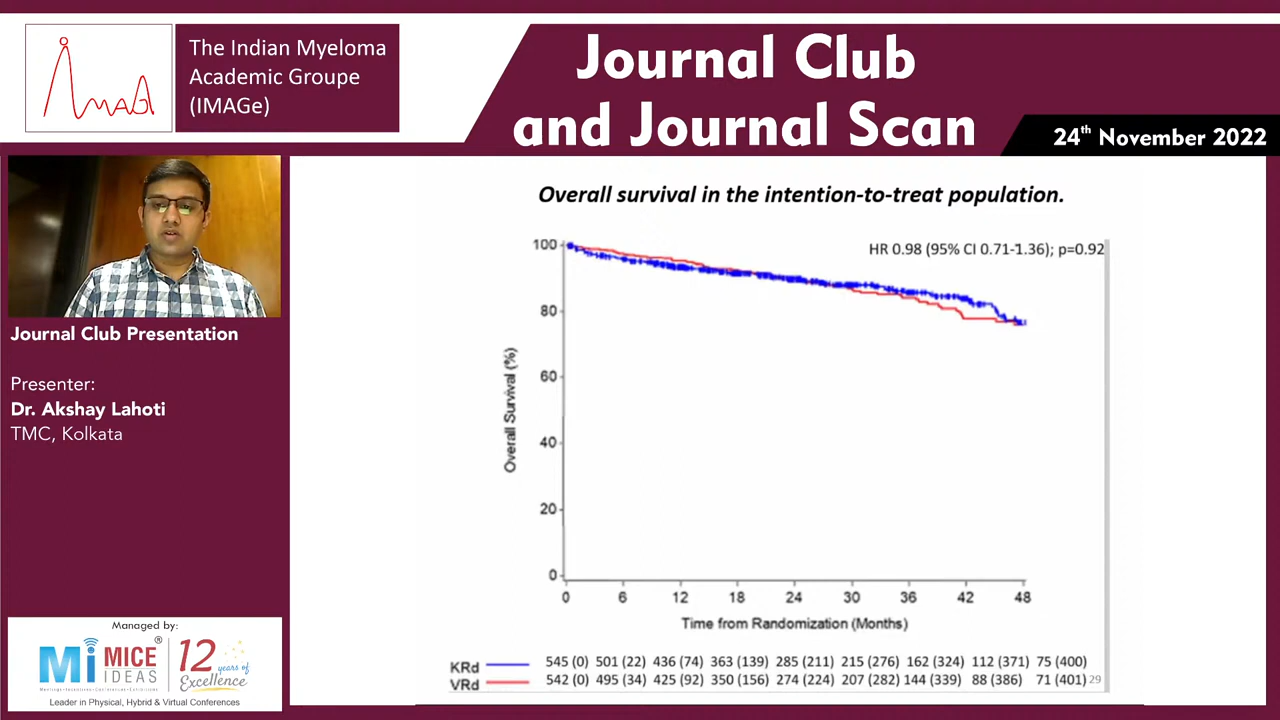 The Indian Myeloma
Academic Groupe
(IMAGe)
Journal Club
and Journal Scan
24th November 2022
Journal Club Presentation
Presenter:
Dr. Akshay Lahoti
TMC, Kolkata
Managed by:
Mi MICE IDEAS ®
12 years of Excellence
Leader in Physical, Hybrid & Virtual Conferences
Overall survival in the intention-to-treat population.
HR 0.98 (95% CI 0.71-1.36); p=0.92
Overall Survival (%)
100
80
60
40
20
0
0 6 12 18 24 30 36 42 48
Time from Randomization (Months)
KRd 545 (0) 501 (22) 436 (74) 363 (139) 285 (211) 215 (276) 162 (324) 112 (371) 75 (400)
VRd 542 (0) 495 (34) 425 (92) 350 (156) 274 (224) 207 (282) 144 (339) 88 (386) 71 (401) 29